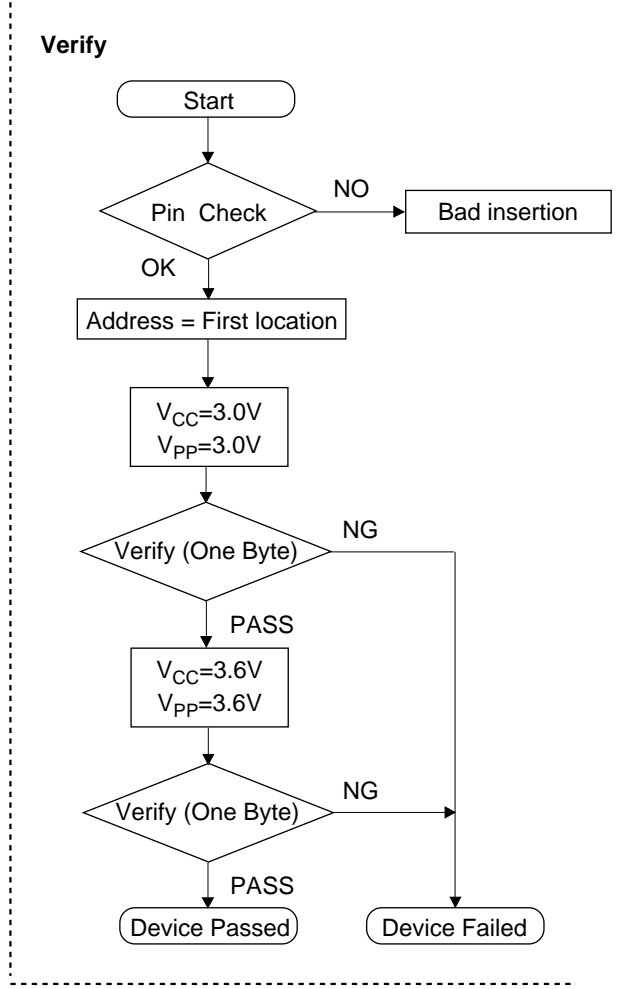 Verify
Start
Pin Check
NO
Bad insertion
OK
Address = First location
VCC=3.0V
VPP=3.0V
Verify (One Byte)
NG
PASS
VCC=3.6V
VPP=3.6V
Verify (One Byte)
NG
PASS
Device Passed
Device Failed